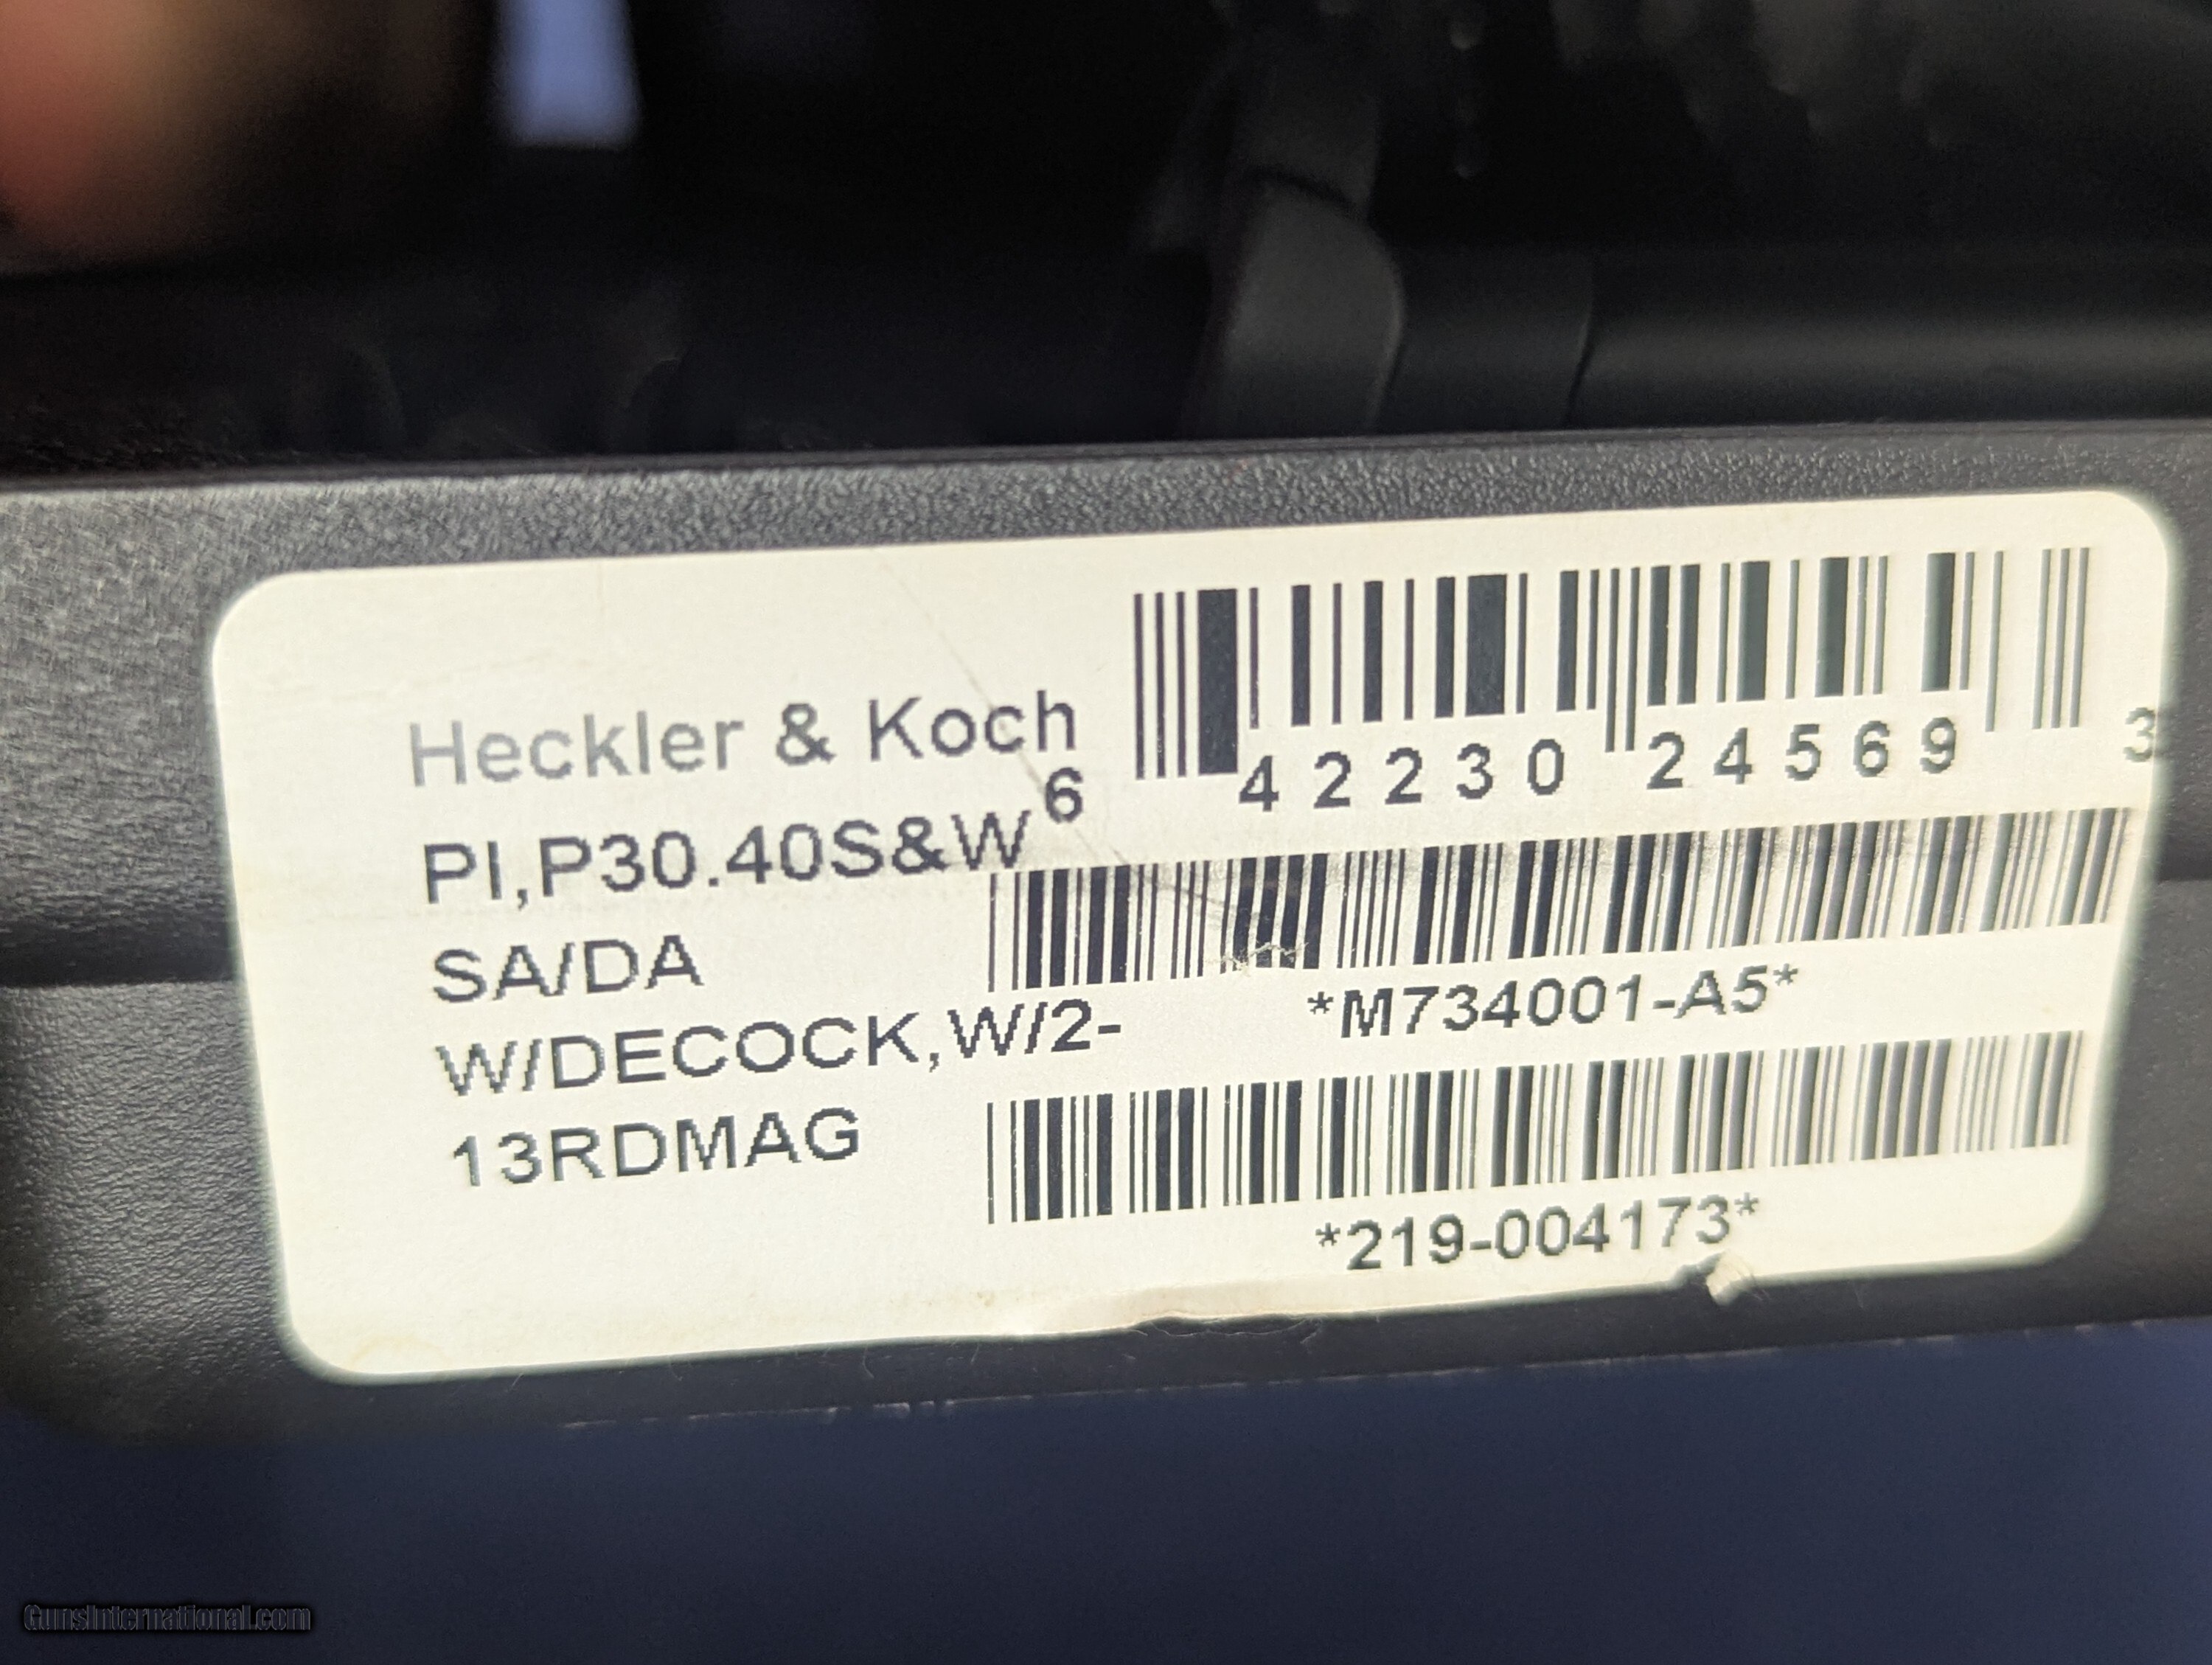 Heckler & Koch
PI,P30.40S&W
SA/DA
W/DECOCK,W/2-
13RDMAG
6 42230 24569 3
*M734001-A5*
*219-004173*
GunsInternational.com